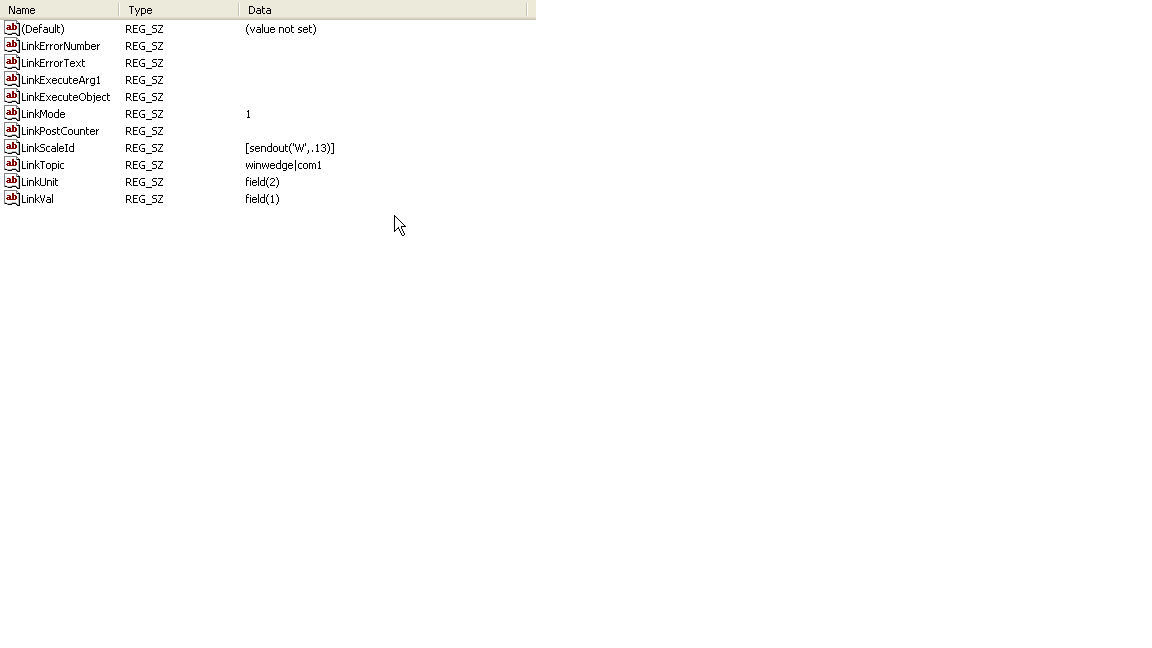 Name Type Data
(Default) REG_SZ (value not set)
LinkErrorNumber REG_SZ
LinkErrorText REG_SZ
LinkExecuteArg1 REG_SZ
LinkExecuteObject REG_SZ
LinkMode REG_SZ 1
LinkPostCounter REG_SZ
LinkScaleId REG_SZ [sendout('W',.13)]
LinkTopic REG_SZ winwedge|com1
LinkUnit REG_SZ field(2)
LinkVal REG_SZ field(1)